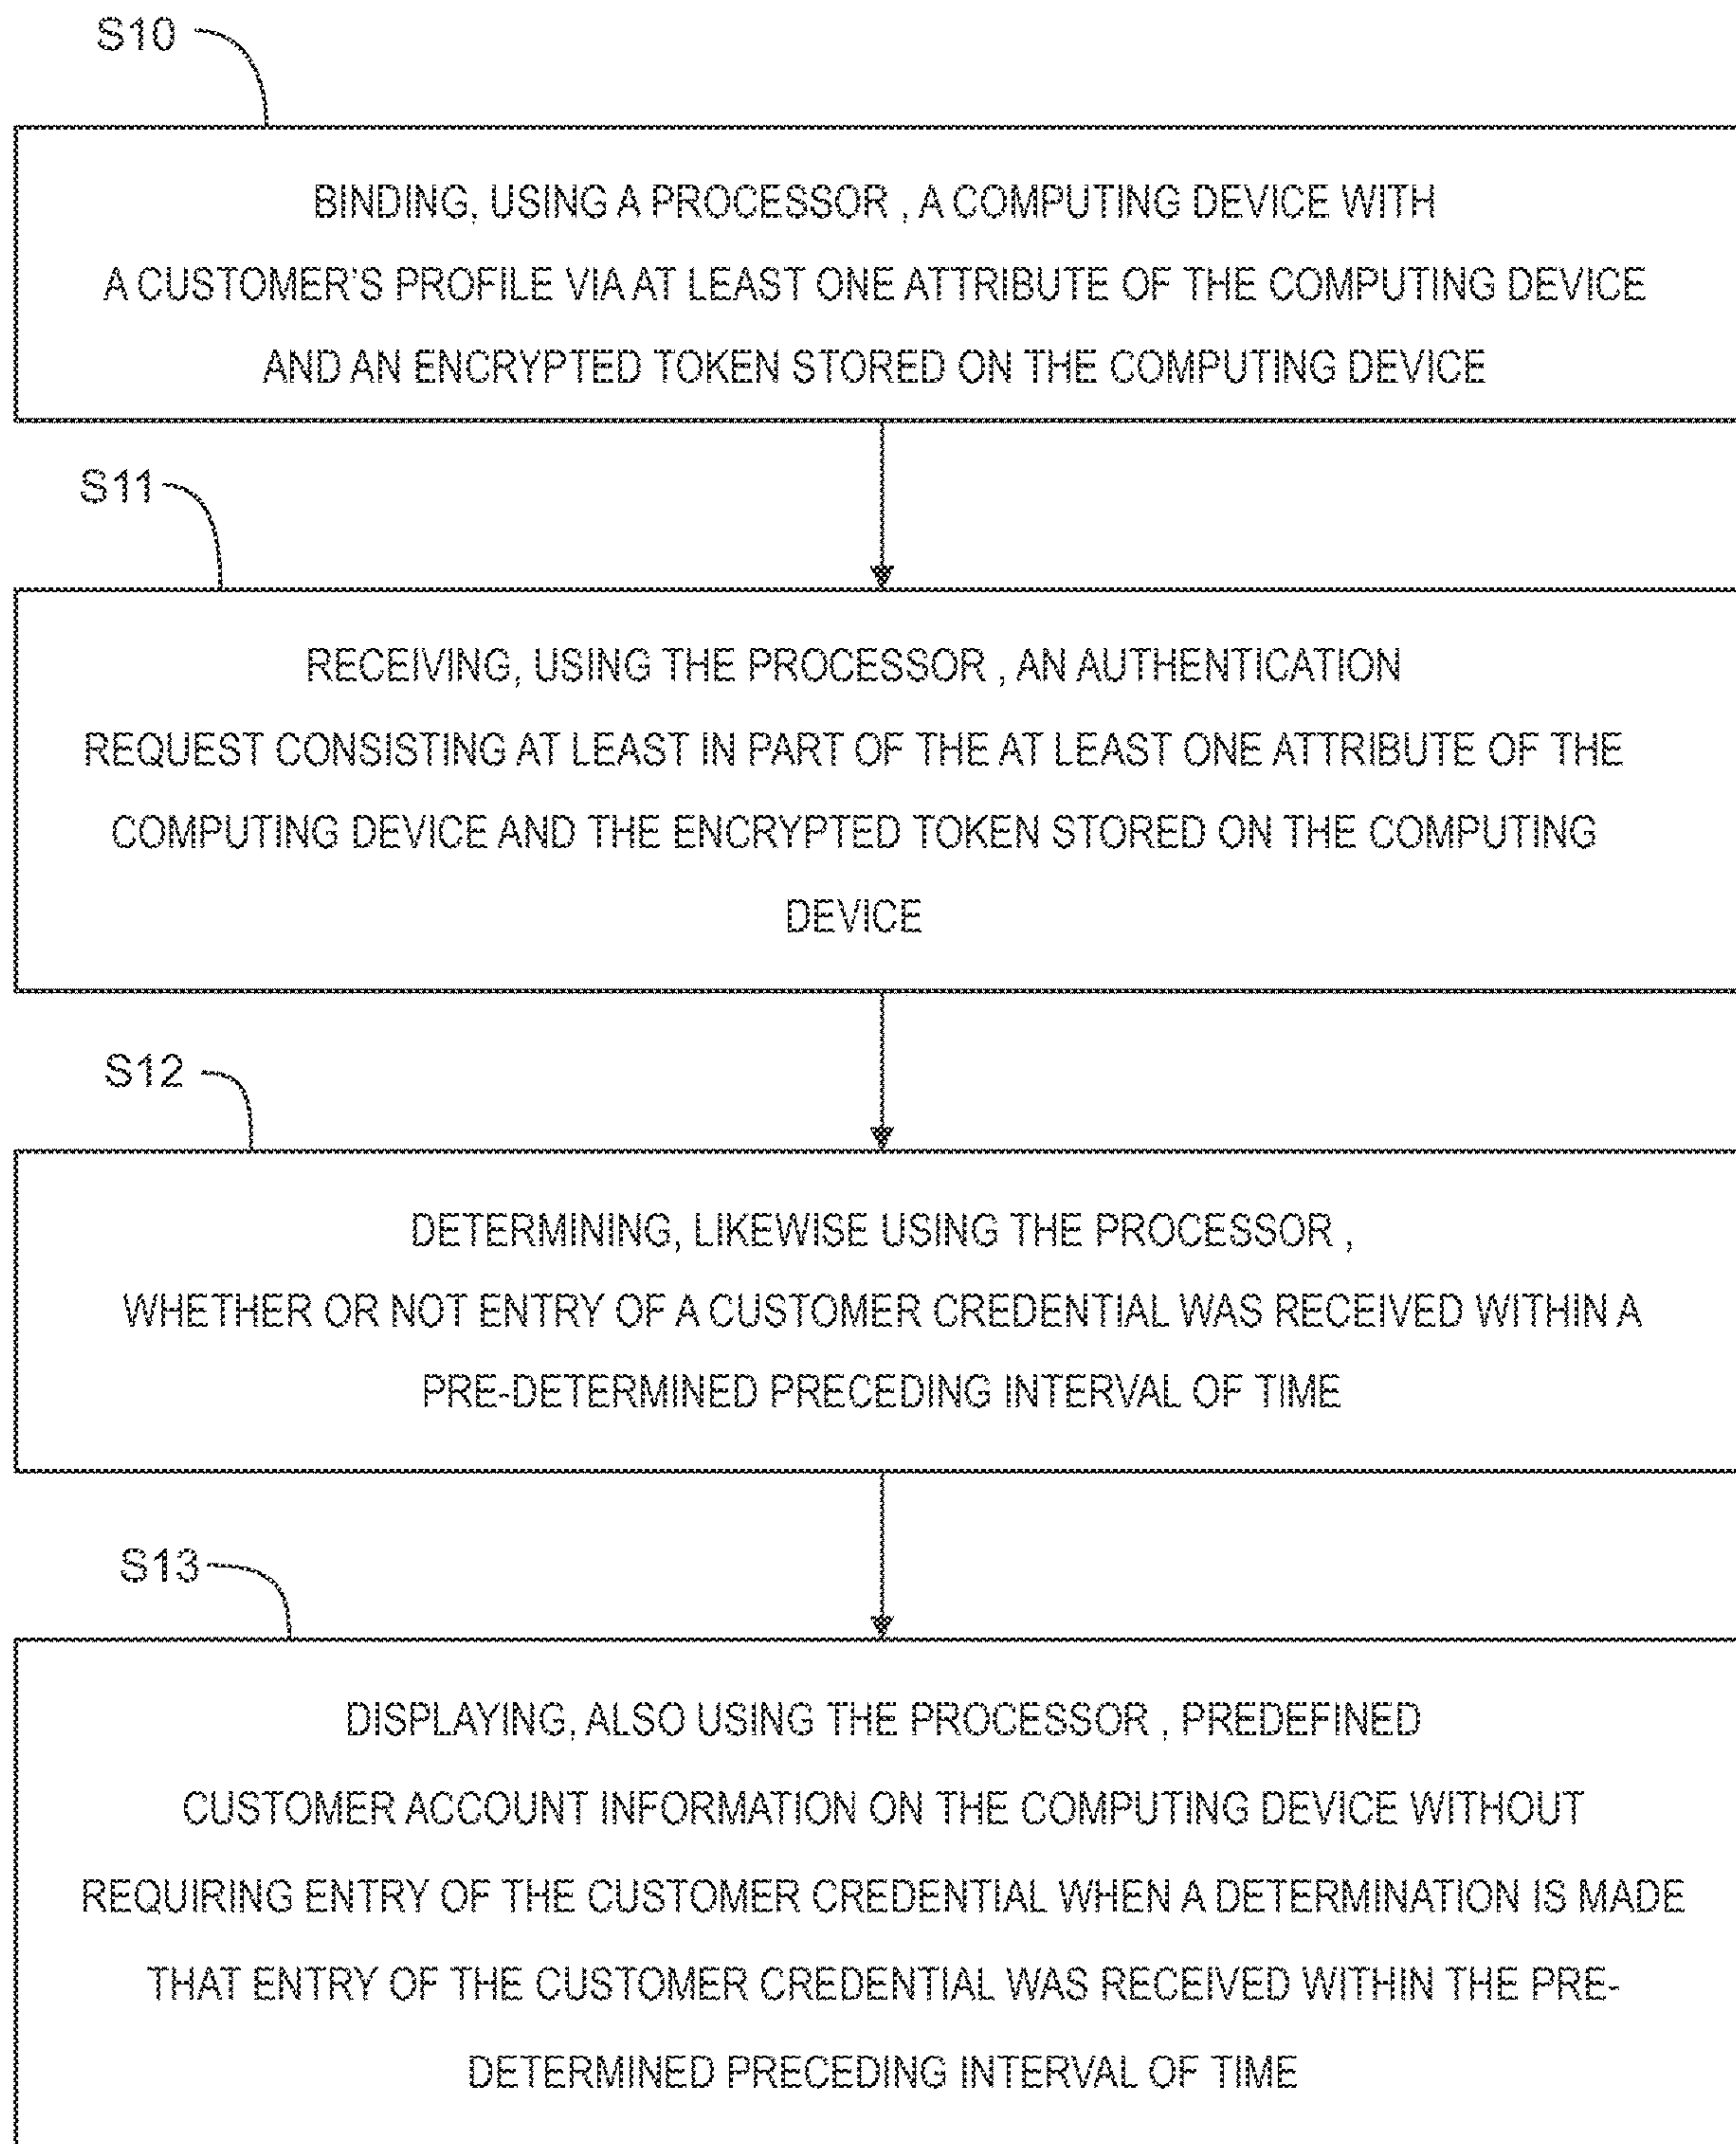 S10
BINDING, USING A PROCESSOR , A COMPUTING DEVICE WITH
A CUSTOMER'S PROFILE VIA AT LEAST ONE ATTRIBUTE OF THE COMPUTING DEVICE
AND AN ENCRYPTED TOKEN STORED ON THE COMPUTING DEVICE
S11
RECEIVING, USING THE PROCESSOR , AN AUTHENTICATION
REQUEST CONSISTING AT LEAST IN PART OF THE AT LEAST ONE ATTRIBUTE OF THE
COMPUTING DEVICE AND THE ENCRYPTED TOKEN STORED ON THE COMPUTING
DEVICE
S12
DETERMINING, LIKEWISE USING THE PROCESSOR ,
WHETHER OR NOT ENTRY OF A CUSTOMER CREDENTIAL WAS RECEIVED WITHIN A
PRE-DETERMINED PRECEDING INTERVAL OF TIME
S13
DISPLAYING, ALSO USING THE PROCESSOR , PREDEFINED
CUSTOMER ACCOUNT INFORMATION ON THE COMPUTING DEVICE WITHOUT
REQUIRING ENTRY OF THE CUSTOMER CREDENTIAL WHEN A DETERMINATION IS MADE
THAT ENTRY OF THE CUSTOMER CREDENTIAL WAS RECEIVED WITHIN THE PRE-
DETERMINED PRECEDING INTERVAL OF TIME